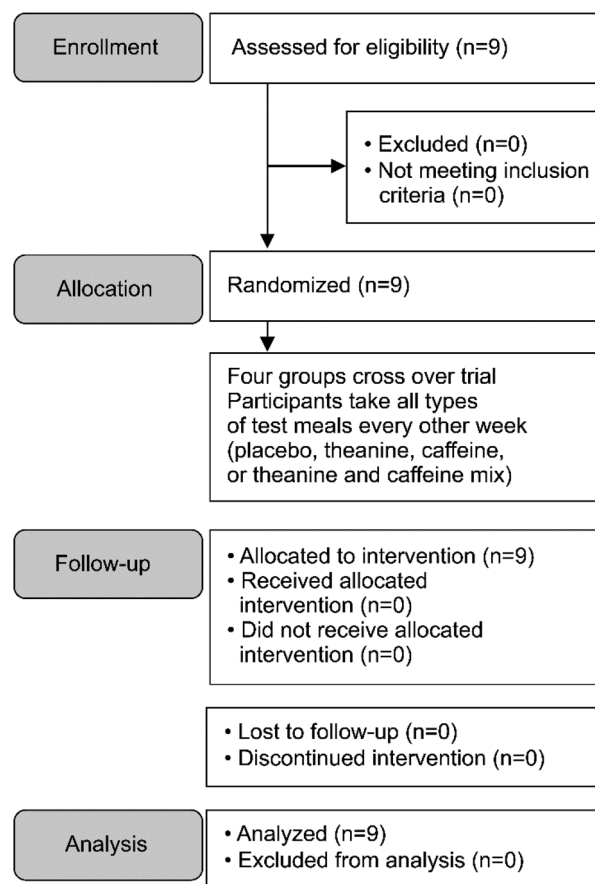 Enrollment
Assessed for eligibility (n=9)
• Excluded (n=0)
• Not meeting inclusion
criteria (n=0)
Allocation
Randomized (n=9)
Four groups cross over trial
Participants take all types
of test meals every other week
(placebo, theanine, caffeine,
or theanine and caffeine mix)
Follow-up
• Allocated to intervention (n=9)
• Received allocated
intervention (n=0)
• Did not receive allocated
intervention (n=0)
• Lost to follow-up (n=0)
• Discontinued intervention (n=0)
Analysis
• Analyzed (n=9)
• Excluded from analysis (n=0)